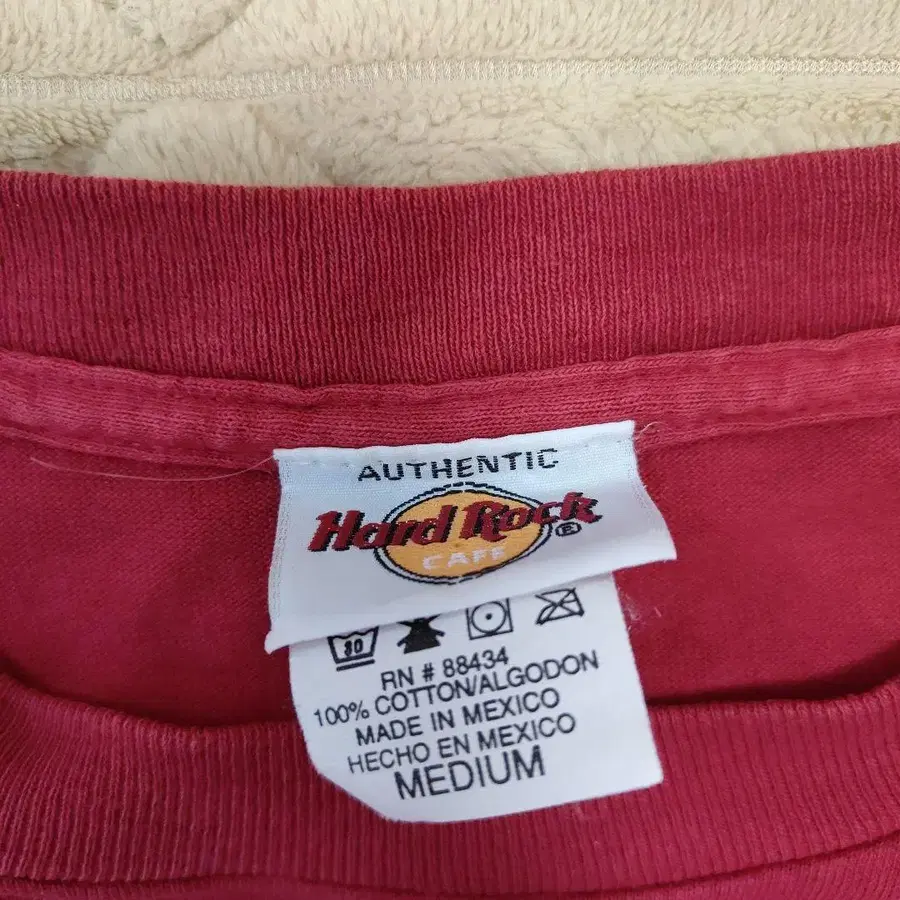 AUTHENTIC
Hard Rock ®
CAFE
30
RN # 88434
100% COTTON/ALGODON
MADE IN MEXICO
HECHO EN MEXICO
MEDIUM